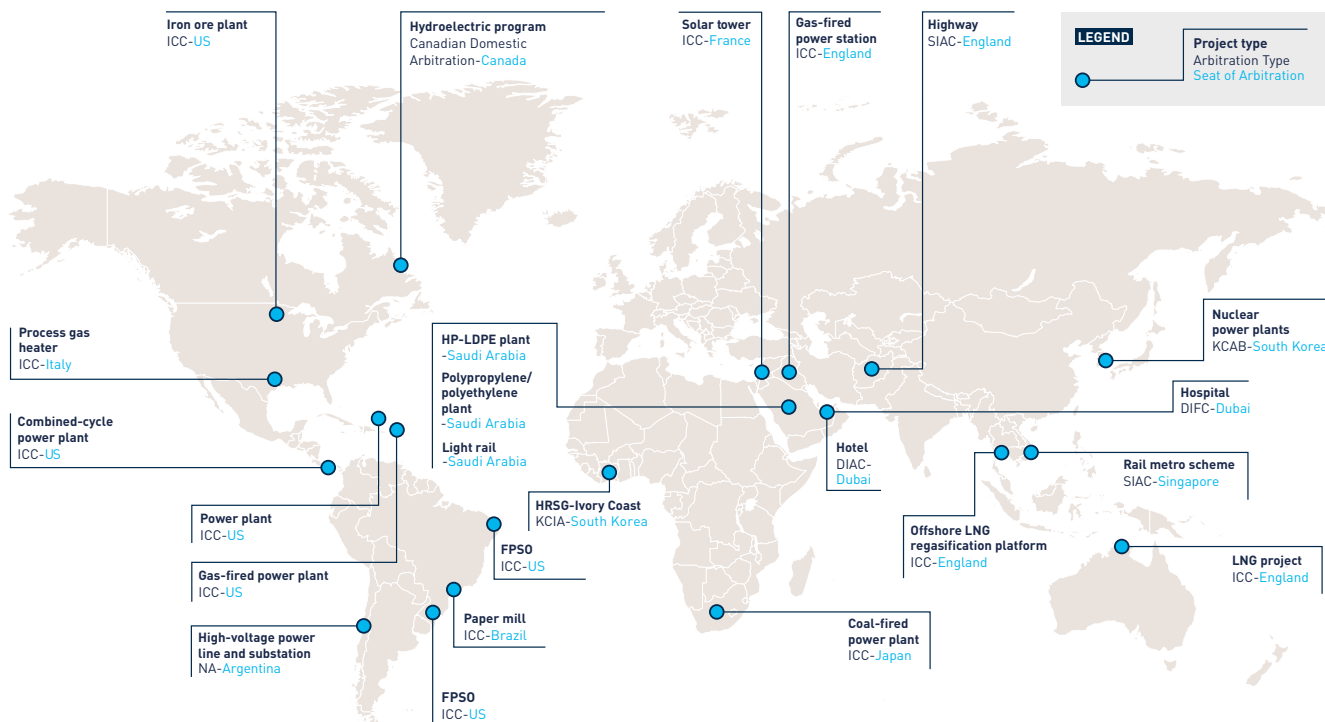 Iron ore plant
ICC-US
Hydroelectric program
Canadian Domestic
Arbitration-Canada
Solar tower
ICC-France
Gas-fired
power station
ICC-England
Highway
SIAC-England
LEGEND
Project type
Arbitration Type
Seat of Arbitration
Process gas
heater
ICC-Italy
Combined-cycle
power plant
ICC-US
Power plant
ICC-US
Gas-fired power plant
ICC-US
High-voltage power
line and substation
NA-Argentina
HP-LDPE plant
-Saudi Arabia
Polypropylene/
polyethylene
plant
-Saudi Arabia
Light rail
-Saudi Arabia
HRSG-Ivory Coast
KCIA-South Korea
FPSO
ICC-US
Paper mill
ICC-Brazil
FPSO
ICC-US
Hotel
DIAC-
Dubai
Nuclear
power plants
KCAB-South Korea
Hospital
DIFC-Dubai
Rail metro scheme
SIAC-Singapore
Offshore LNG
regasification platform
ICC-England
LNG project
ICC-England
Coal-fired
power plant
ICC-Japan